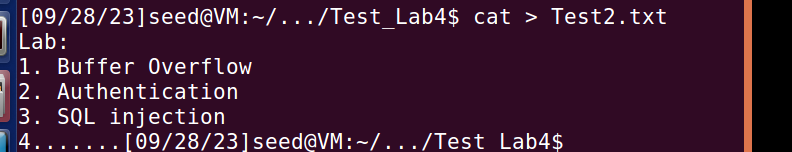 [09/28/23]seed@VM:~/.../Test_Lab4$ cat > Test2.txt
Lab:
1. Buffer Overflow
2. Authentication
3. SQL injection
4.......[09/28/23]seed@VM:~/.../Test_Lab4$